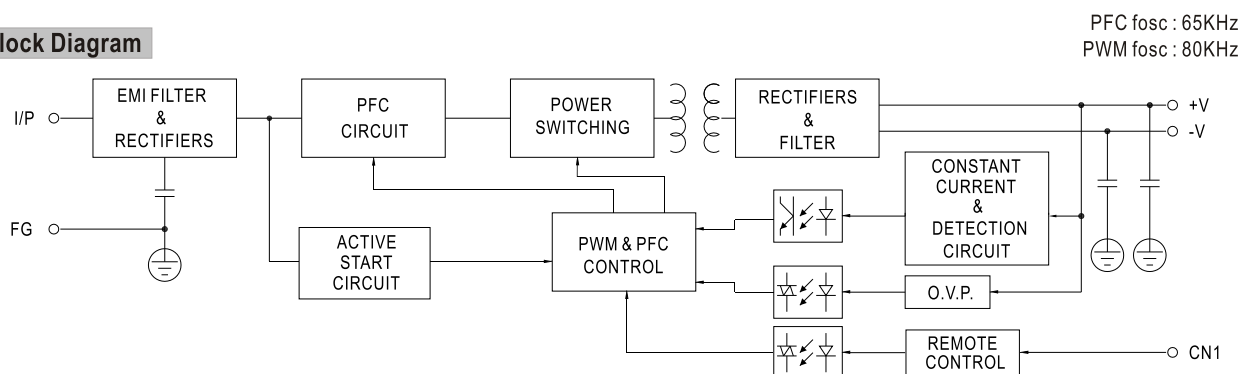 PFC fosc : 65KHz
lock Diagram
PWM fosc : 80KHz
EMI FILTER
&
RECTIFIERS
PFC
CIRCUIT
POWER
SWITCHING
RECTIFIERS
&
FILTER
I/P
+V
-V
CONSTANT
CURRENT
&
DETECTION
CIRCUIT
FG
ACTIVE
START
CIRCUIT
PWM & PFC
CONTROL
O.V.P.
REMOTE
CONTROL
CN1